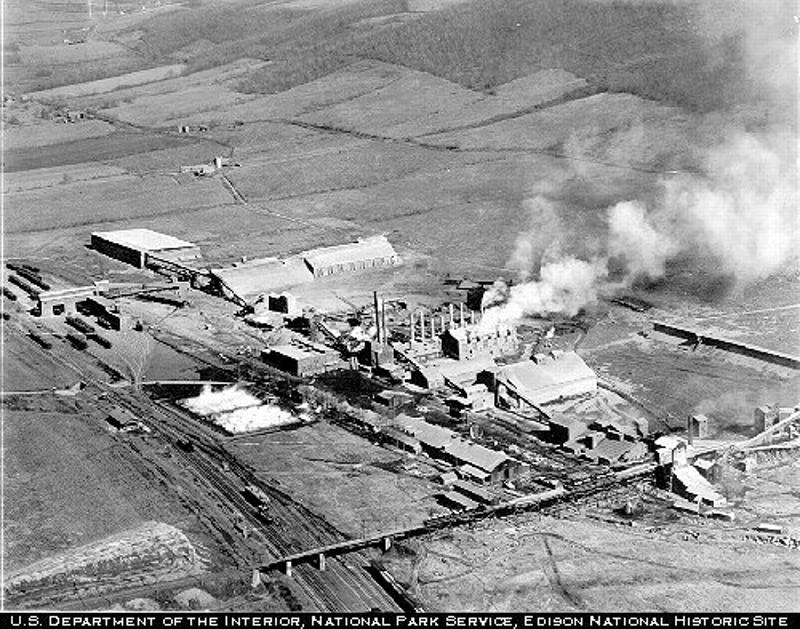 U.S. Department of the Interior, National Park Service, Edison National Historic Site